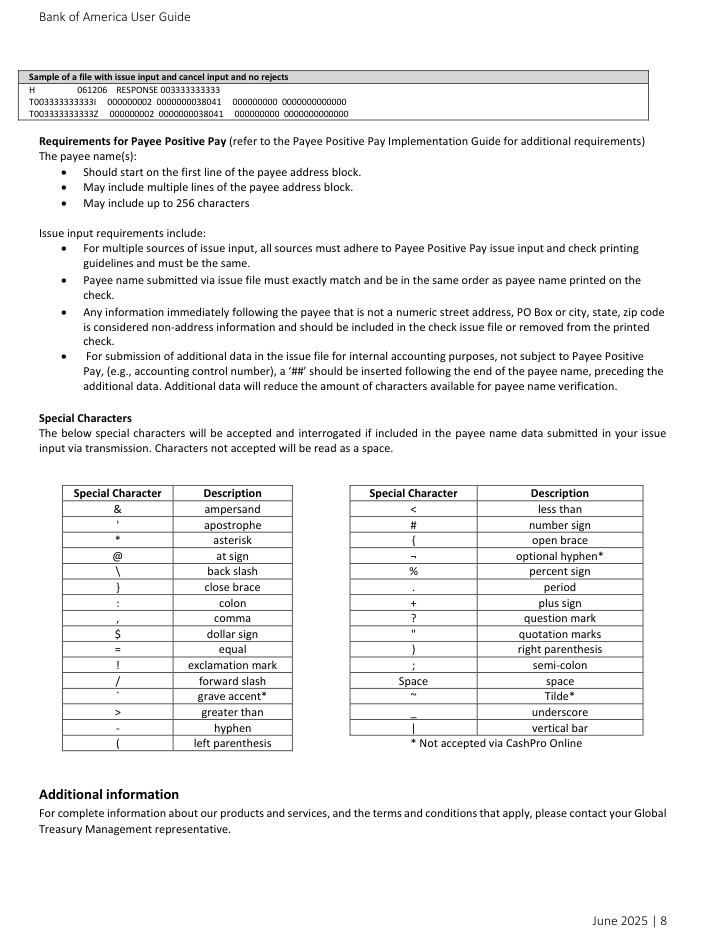 Bank of America User Guide
Sample of a file with issue input and cancel input and no rejects
H 061206 RESPONSE 003333333333
T003333333333I 000000002 0000000038041 000000000 0000000000000
T003333333333Z 000000002 0000000038041 000000000 0000000000000
Requirements for Payee Positive Pay (refer to the Payee Positive Pay Implementation Guide for additional requirements)
The payee name(s):
• Should start on the first line of the payee address block.
• May include multiple lines of the payee address block.
• May include up to 256 characters
Issue input requirements include:
• For multiple sources of issue input, all sources must adhere to Payee Positive Pay issue input and check printing
guidelines and must be the same.
• Payee name submitted via issue file must exactly match and be in the same order as payee name printed on the
check.
• Any information immediately following the payee that is not a numeric street address, PO Box or city, state, zip code
is considered non-address information and should be included in the check issue file or removed from the printed
check.
• For submission of additional data in the issue file for internal accounting purposes, not subject to Payee Positive
Pay, (e.g., accounting control number), a ‘##’ should be inserted following the end of the payee name, preceding the
additional data. Additional data will reduce the amount of characters available for payee name verification.
Special Characters
The below special characters will be accepted and interrogated if included in the payee name data submitted in your issue
input via transmission. Characters not accepted will be read as a space.
Special Character Description
& ampersand
' apostrophe
* asterisk
@ at sign
\ back slash
} close brace
: colon
, comma
$ dollar sign
= equal
! exclamation mark
/ forward slash
` grave accent*
> greater than
- hyphen
( left parenthesis
Special Character Description
< less than
# number sign
{ open brace
¬ optional hyphen*
% percent sign
. period
+ plus sign
? question mark
" quotation marks
) right parenthesis
; semi-colon
Space space
~ Tilde*
_ underscore
| vertical bar
* Not accepted via CashPro Online
Additional information
For complete information about our products and services, and the terms and conditions that apply, please contact your Global
Treasury Management representative.
June 2025 | 8